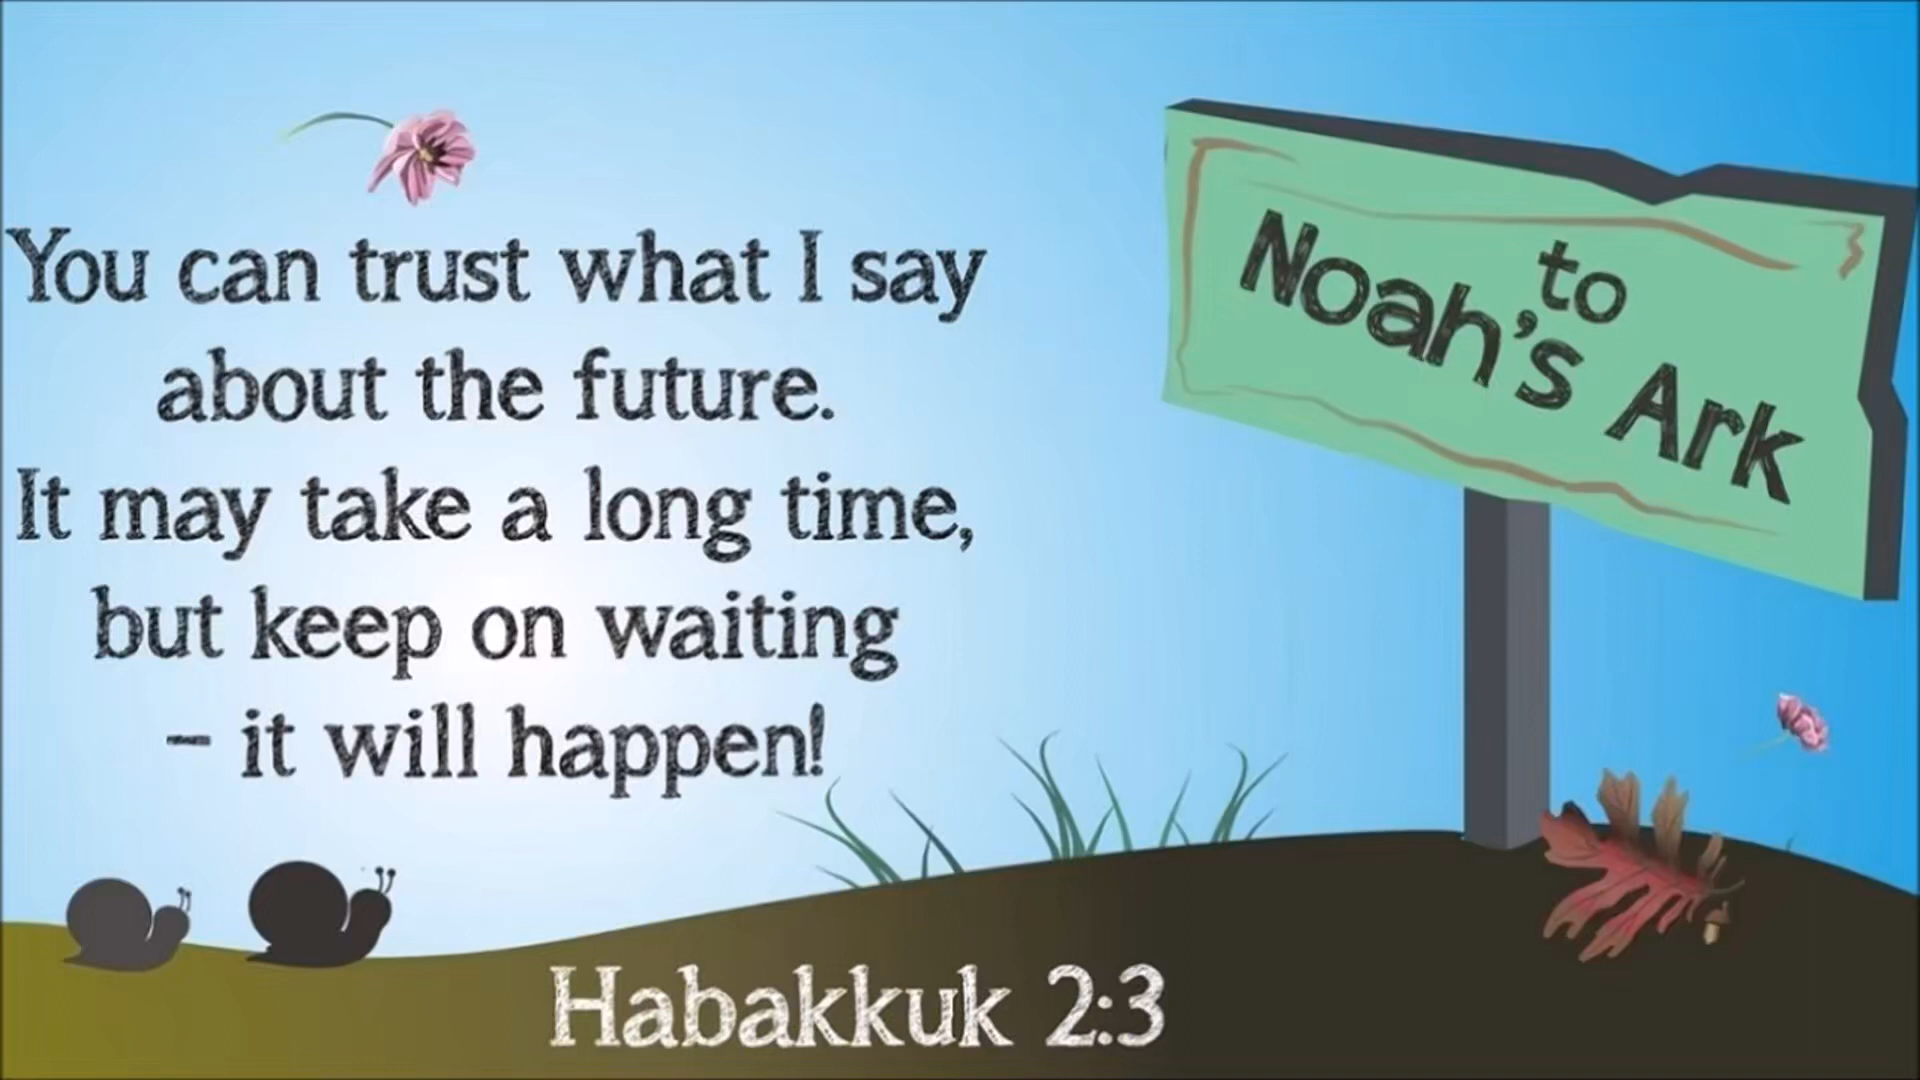 You can trust what I say
about the future.
It may take a long time,
but keep on waiting
– it will happen!
to
Noah's Ark
Habakkuk 2:3